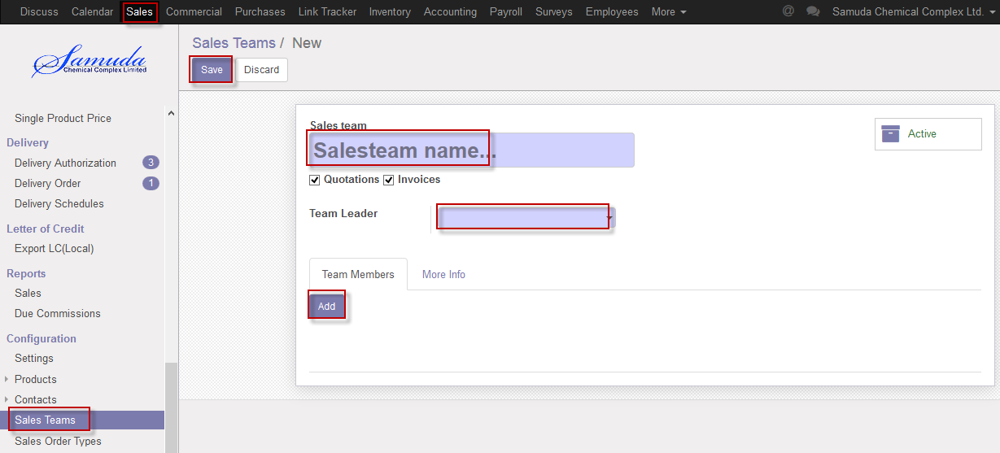 Discuss Calendar Sales Commercial Purchases Link Tracker Inventory Accounting Payroll Surveys Employees More @ Samuda Chemical Complex Ltd.
Samuda
Chemical Complex Limited
Single Product Price
Delivery
Delivery Authorization 3
Delivery Order 1
Delivery Schedules
Letter of Credit
Export LC(Local)
Reports
Sales
Due Commissions
Configuration
Settings
Products
Contacts
Sales Teams
Sales Order Types
Sales Teams / New
Save Discard
Active
Sales team
Salesteam name...
Quotations Invoices
Team Leader
Team Members More Info
Add